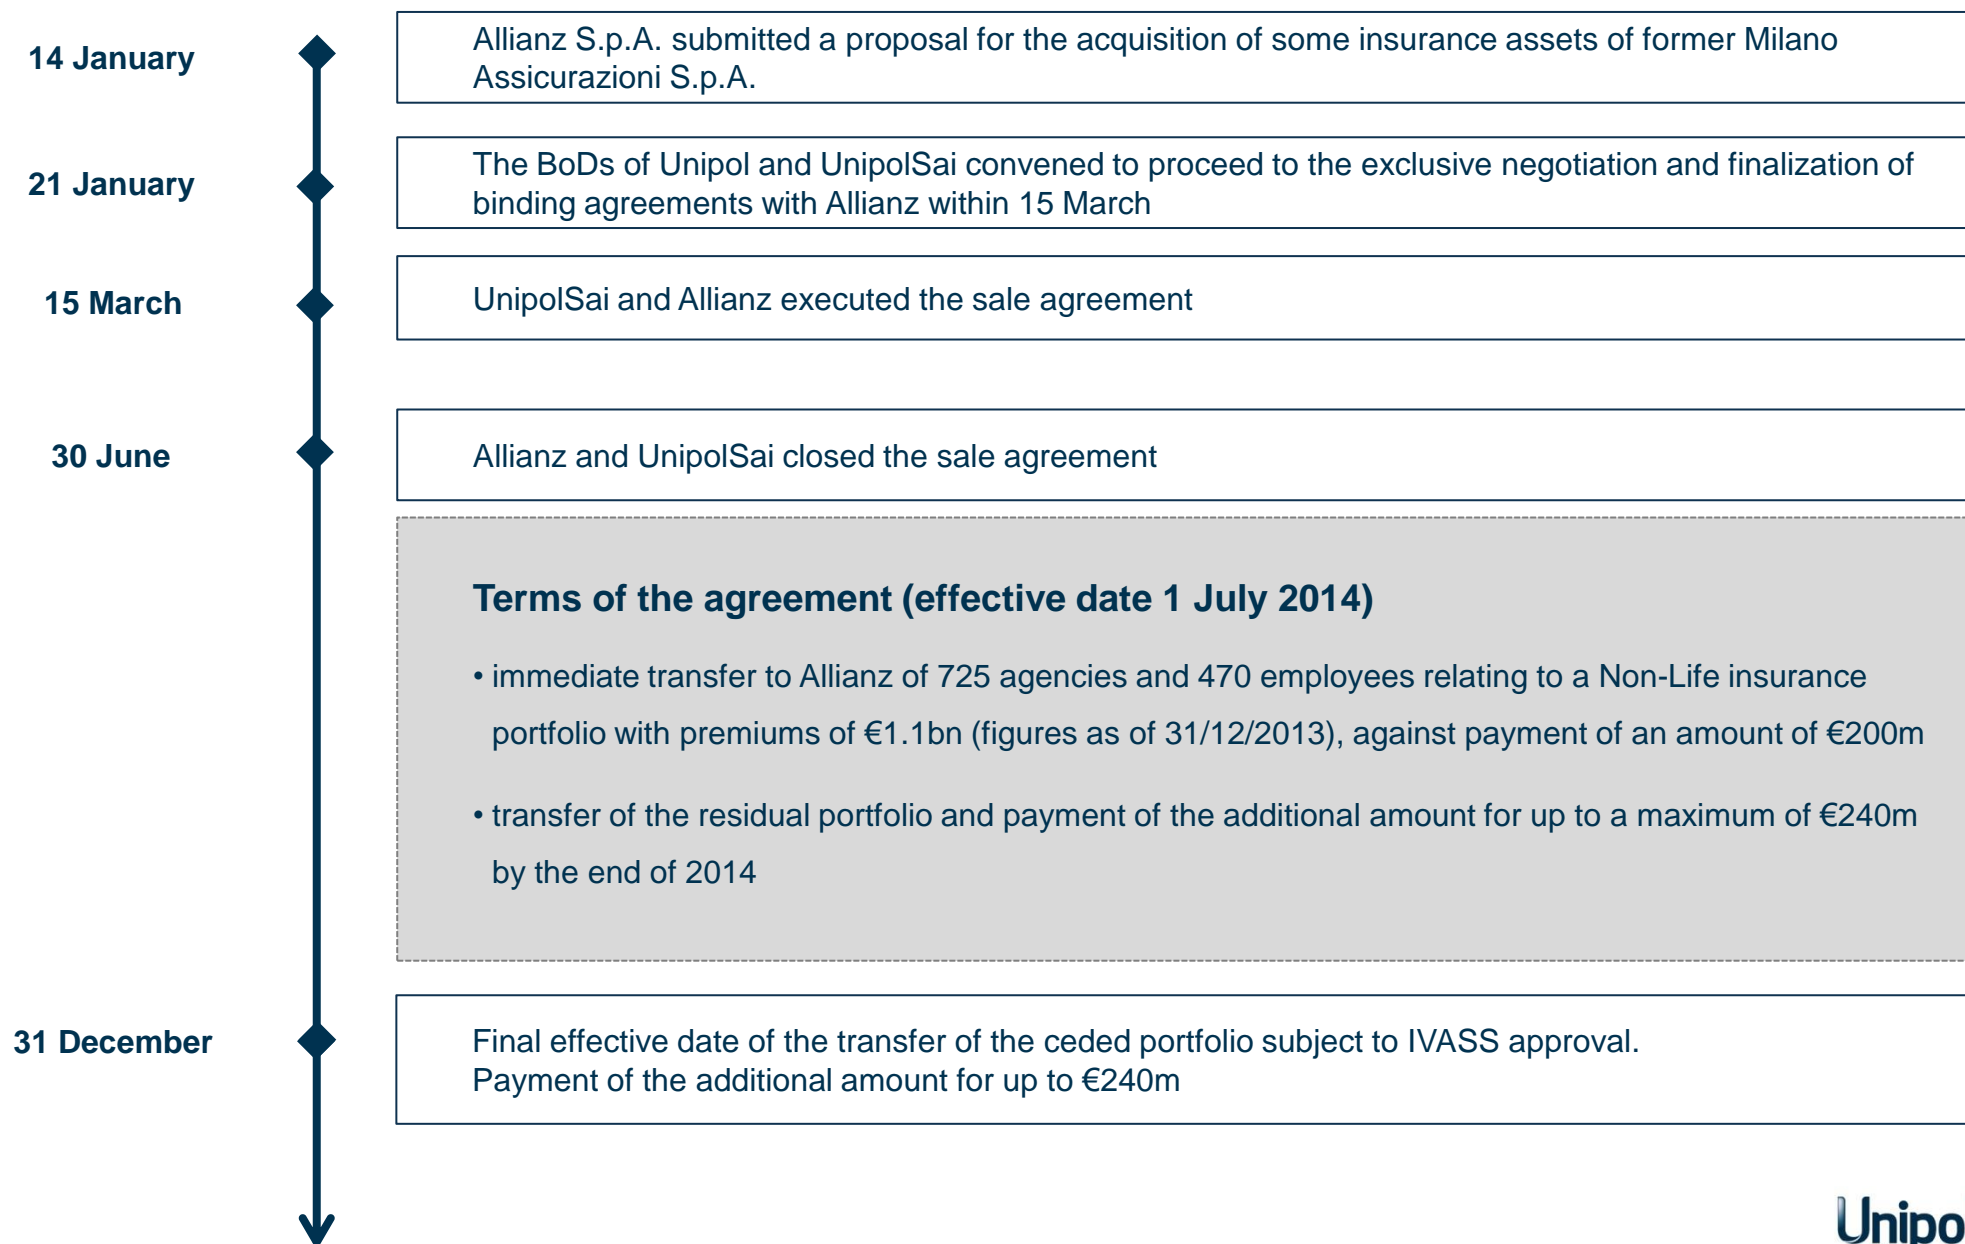 14 January
Allianz S.p.A. submitted a proposal for the acquisition of some insurance assets of former Milano
Assicurazioni S.p.A.
21 January
The BoDs of Unipol and UnipolSai convened to proceed to the exclusive negotiation and finalization of
binding agreements with Allianz within 15 March
15 March
UnipolSai and Allianz executed the sale agreement
30 June
Allianz and UnipolSai closed the sale agreement
Terms of the agreement (effective date 1 July 2014)
• immediate transfer to Allianz of 725 agencies and 470 employees relating to a Non-Life insurance
portfolio with premiums of €1.1bn (figures as of 31/12/2013), against payment of an amount of €200m
• transfer of the residual portfolio and payment of the additional amount for up to a maximum of €240m
by the end of 2014
31 December
Final effective date of the transfer of the ceded portfolio subject to IVASS approval.
Payment of the additional amount for up to €240m
Unipo